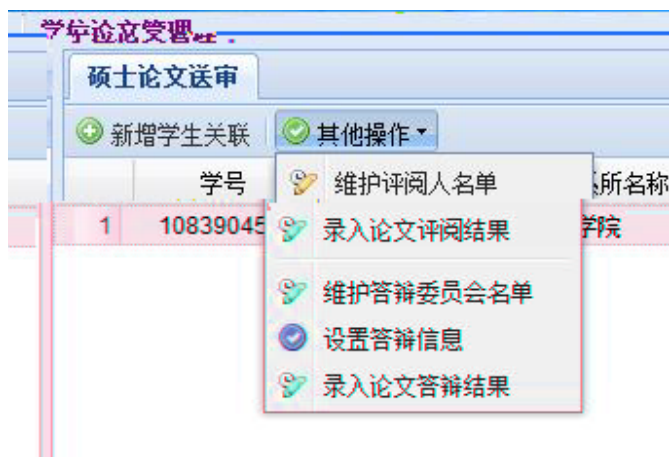 硕士论文送审
新增学生关联 其他操作
学号 所名称
维护评阅人名单
1 10839045 学院
录入论文评阅结果
维护答辩委员会名单
设置答辩信息
录入论文答辩结果